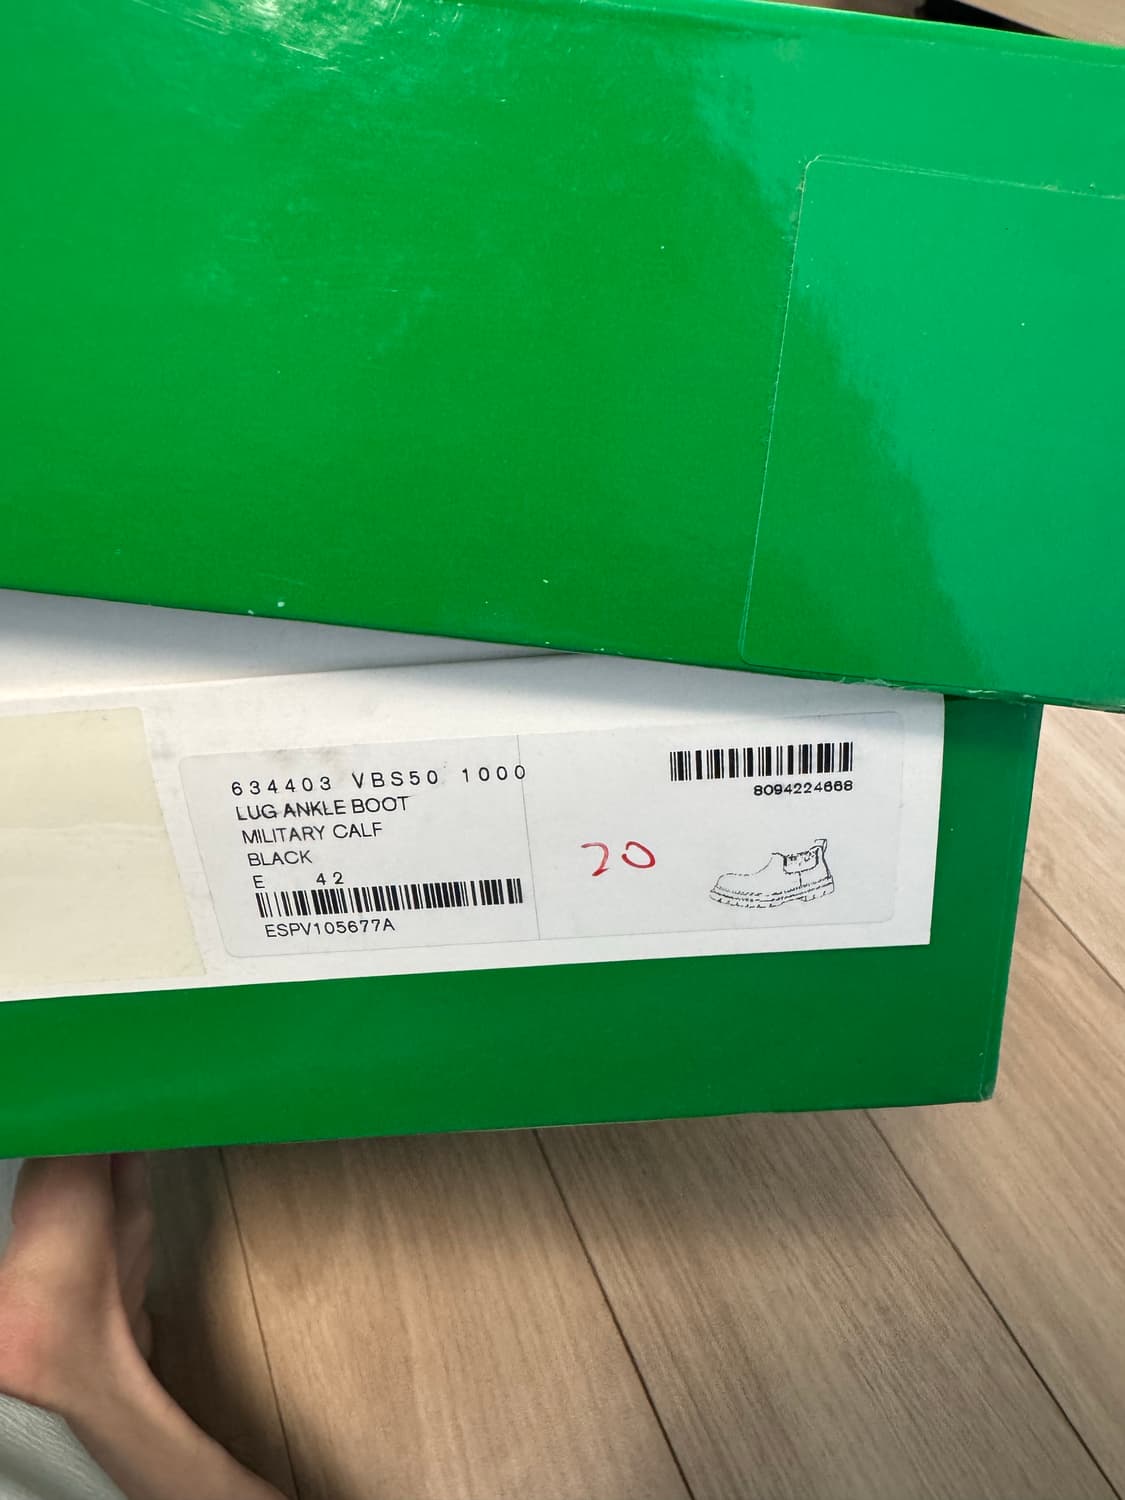 634403 VBS50 1000
LUG ANKLE BOOT
MILITARY CALF
BLACK
E 42
ESPV105677A
8094224668
20